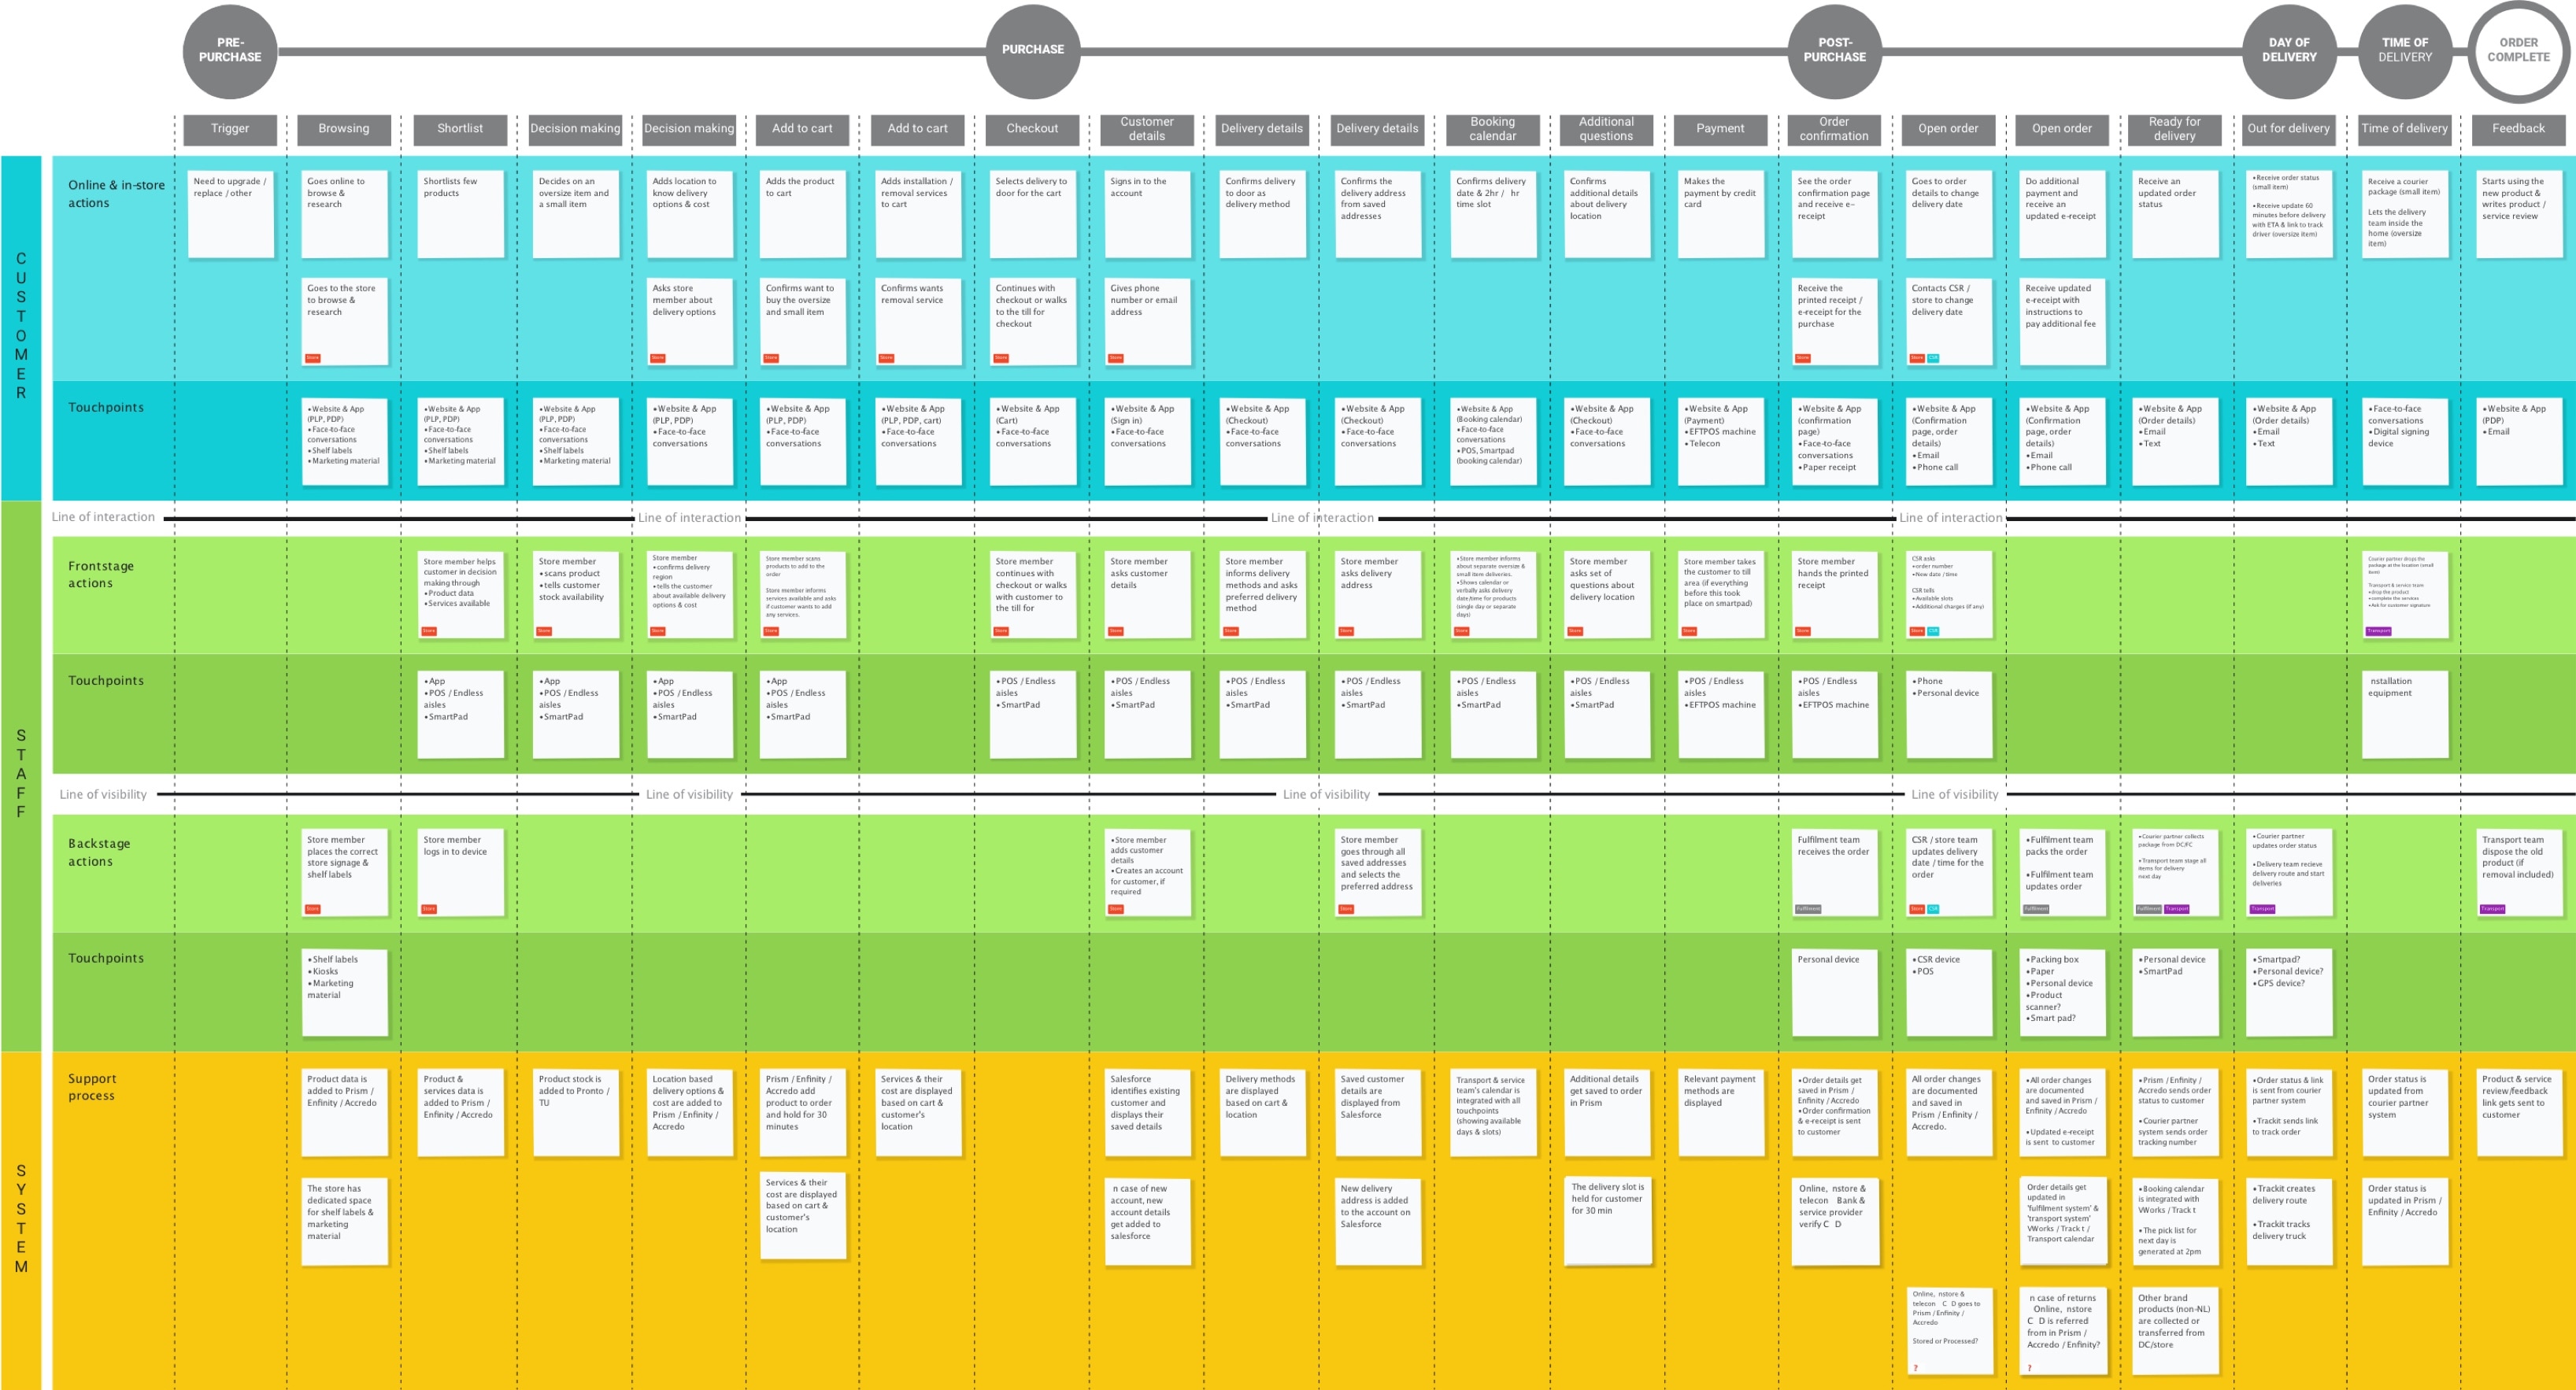 PRE-
PURCHASE
PURCHASE
POST-
PURCHASE
DAY OF
DELIVERY
TIME OF
DELIVERY
ORDER
COMPLETE
Trigger
Browsing
Shortlist
Decision making
Decision making
Add to cart
Add to cart
Checkout
Customer
details
Delivery details
Delivery details
Booking
calendar
Additional
questions
Payment
Order
confirmation
Open order
Open order
Ready for
delivery
Out for delivery
Time of delivery
Feedback
CUSTOMER
Online & in-store
actions
Need to upgrade /
replace / other
Goes online to
browse &
research
Shortlists few
products
Decides on an
oversize item and
a small item
Adds location to
know delivery
options & cost
Adds the product
to cart
Adds installation /
removal services
to cart
Selects delivery to
door for the cart
Signs in to the
account
Confirms delivery
to door as
delivery method
Confirms the
delivery address
from saved
addresses
Confirms delivery
date & 2hr / hr
time slot
Confirms
additional details
about delivery
location
Makes the
payment by credit
card
See the order
confirmation page
and receive e-
receipt
Goes to order
details to change
delivery date
Do additional
payment and
receive an
updated e-receipt
Receive an
updated order
status
•Receive order status
(small item)
•Receive update 60
minutes before delivery
with ETA & link to track
driver (oversize item)
Receive a courier
package (small item)
Lets the delivery
team inside the
home (oversize
item)
Starts using the
new product &
writes product /
service review
Goes to the store
to browse &
research
Store
Asks store
member about
delivery options
Store
Confirms want to
buy the oversize
and small item
Store
Confirms wants
removal service
Store
Continues with
checkout or walks
to the till for
checkout
Store
Gives phone
number or email
address
Store
Receive the
printed receipt /
e-receipt for the
purchase
Store
Contacts CSR /
store to change
delivery date
Store CSR
Receive updated
e-receipt with
instructions to
pay additional fee
Touchpoints
•Website & App
(PLP, PDP)
•Face-to-face
conversations
•Shelf labels
•Marketing material
•Website & App
(PLP, PDP)
•Face-to-face
conversations
•Shelf labels
•Marketing material
•Website & App
(PLP, PDP)
•Face-to-face
conversations
•Shelf labels
•Marketing material
•Website & App
(PLP, PDP)
•Face-to-face
conversations
•Website & App
(PLP, PDP)
•Face-to-face
conversations
•Website & App
(PLP, PDP, cart)
•Face-to-face
conversations
•Website & App
(Cart)
•Face-to-face
conversations
•Website & App
(Sign in)
•Face-to-face
conversations
•Website & App
(Checkout)
•Face-to-face
conversations
•Website & App
(Checkout)
•Face-to-face
conversations
•Website & App
(Booking calendar)
•Face-to-face
conversations
•POS, Smartpad
(booking calendar)
•Website & App
(Checkout)
•Face-to-face
conversations
•Website & App
(Payment)
•EFTPOS machine
•Telecon
•Website & App
(confirmation
page)
•Face-to-face
conversations
•Paper receipt
•Website & App
(Confirmation
page, order
details)
•Email
•Phone call
•Website & App
(Confirmation
page, order
details)
•Email
•Phone call
•Website & App
(Order details)
•Email
•Text
•Website & App
(Order details)
•Email
•Text
•Face-to-face
conversations
•Digital signing
device
•Website & App
(PDP)
•Email
Line of interaction
Line of interaction
Line of interaction
Line of interaction
STAFF
Frontstage
actions
Store member helps
customer in decision
making through
•Product data
•Services available
Store
Store member
•scans product
•tells customer
stock availability
Store
Store member
•confirms delivery
region
•tells the customer
about available delivery
options & cost
Store
Store member scans
products to add to the
order
Store member informs
services available and asks
if customer wants to add
any services.
Store
Store member
continues with
checkout or walks
with customer to
the till for
Store
Store member
asks customer
details
Store
Store member
informs delivery
methods and asks
preferred delivery
method
Store
Store member
asks delivery
address
Store
•Store member informs
about separate oversize &
small item deliveries.
•Shows calendar or
verbally asks delivery
date/time for products
(single day or separate
days)
Store
Store member
asks set of
questions about
delivery location
Store
Store member takes
the customer to till
area (if everything
before this took
place on smartpad)
Store
Store member
hands the printed
receipt
Store
CSR asks
•order number
•New date / time
CSR tells
•Available slots
•Additional charges (if any)
Store CSR
Courier partner drops the
package at the location (small
item)
Transport & service team
•drop the product
•complete the services
•Ask for customer signature
Transport
Touchpoints
•App
•POS / Endless
aisles
•SmartPad
•App
•POS / Endless
aisles
•SmartPad
•App
•POS / Endless
aisles
•SmartPad
•App
•POS / Endless
aisles
•SmartPad
•POS / Endless
aisles
•SmartPad
•POS / Endless
aisles
•SmartPad
•POS / Endless
aisles
•SmartPad
•POS / Endless
aisles
•SmartPad
•POS / Endless
aisles
•SmartPad
•POS / Endless
aisles
•SmartPad
•POS / Endless
aisles
•EFTPOS machine
•POS / Endless
aisles
•EFTPOS machine
•Phone
•Personal device
nstallation
equipment
Line of visibility
Line of visibility
Line of visibility
Line of visibility
Backstage
actions
Store member
places the correct
store signage &
shelf labels
Store
Store member
logs in to device
Store
•Store member
adds customer
details
•Creates an account
for customer, if
required
Store
Store member
goes through all
saved addresses
and selects the
preferred address
Store
Fulfilment team
receives the order
Fulfilment
CSR / store team
updates delivery
date / time for the
order
Store CSR
•Fulfilment team
packs the order
•Fulfilment team
updates order
Fulfilment
•Courier partner collects
package from DC/FC
•Transport team stage all
items for delivery
next day
Fulfilment Transport
•Courier partner
updates order status
•Delivery team recieve
delivery route and start
deliveries
Transport
Transport team
dispose the old
product (if
removal included)
Transport
Touchpoints
•Shelf labels
•Kiosks
•Marketing
material
Personal device
•CSR device
•POS
•Packing box
•Paper
•Personal device
•Product
scanner?
•Smart pad?
•Personal device
•SmartPad
•Smartpad?
•Personal device?
•GPS device?
SYSTEM
Support
process
Product data is
added to Prism /
Enfinity / Accredo
Product &
services data is
added to Prism /
Enfinity / Accredo
Product stock is
added to Pronto /
TU
Location based
delivery options &
cost are added to
Prism / Enfinity /
Accredo
Prism / Enfinity /
Accredo add
product to order
and hold for 30
minutes
Services & their
cost are displayed
based on cart &
customer's
location
Salesforce
identifies existing
customer and
displays their
saved details
Delivery methods
are displayed
based on cart &
location
Saved customer
details are
displayed from
Salesforce
Transport & service
team's calendar is
integrated with all
touchpoints
(showing available
days & slots)
Additional details
get saved to order
in Prism
Relevant payment
methods are
displayed
•Order details get
saved in Prism /
Enfinity / Accredo
•Order confirmation
& e-receipt is sent
to customer
All order changes
are documented
and saved in
Prism / Enfinity /
Accredo.
•All order changes
are documented
and saved in Prism /
Enfinity / Accredo
•Updated e-receipt
is sent to customer
•Prism / Enfinity /
Accredo sends order
status to customer
•Courier partner
system sends order
tracking number
•Order status & link
is sent from courier
partner system
•Trackit sends link
to track order
Order status is
updated from
courier partner
system
Product & service
review/feedback
link gets sent to
customer
The store has
dedicated space
for shelf labels &
marketing
material
Services & their
cost are displayed
based on cart &
customer's
location
n case of new
account, new
account details
get added to
salesforce
New delivery
address is added
to the account on
Salesforce
The delivery slot is
held for customer
for 30 min
Online, nstore &
telecon Bank &
service provider
verify C D
Order details get
updated in
'fulfilment system' &
'transport system'
VWorks / Track t /
Transport calendar
•Booking calendar
is integrated with
VWorks / Track t
•The pick list for
next day is
generated at 2pm
•Trackit creates
delivery route
•Trackit tracks
delivery truck
Order status is
updated in Prism /
Enfinity / Accredo
Online, nstore &
telecon C D goes to
Prism / Enfinity /
Accredo
Stored or Processed?
?
n case of returns
Online, nstore
C D is referred
from in Prism /
Accredo / Enfinity?
?
Other brand
products (non-NL)
are collected or
transferred from
DC/store